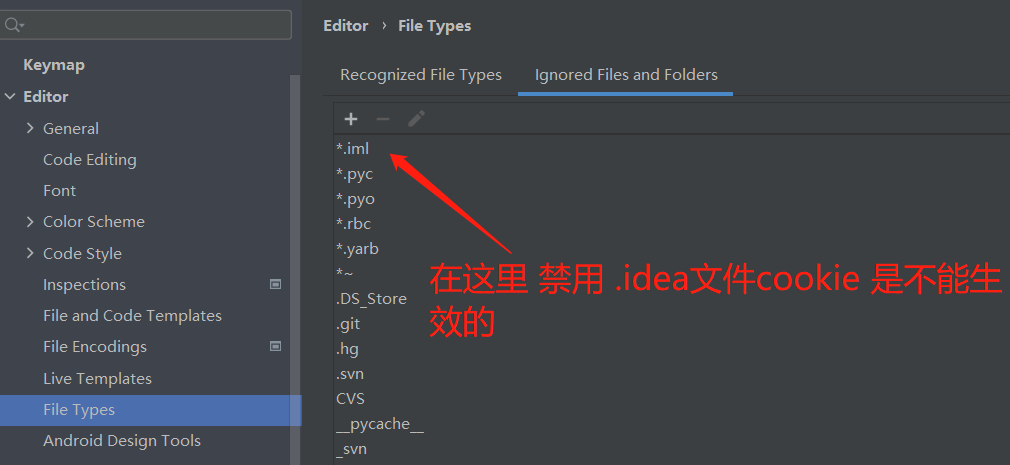 Editor › File Types
Keymap
Editor
General
Code Editing
Font
Color Scheme
Code Style
Inspections
File and Code Templates
File Encodings
Live Templates
File Types
Android Design Tools
Recognized File Types
Ignored Files and Folders
*.iml
*.pyc
*.pyo
*.rbc
*.yarb
*~
.DS_Store
.git
.hg
.svn
CVS
__pycache__
_svn
在这里 禁用 .idea文件cookie 是不能生
效的